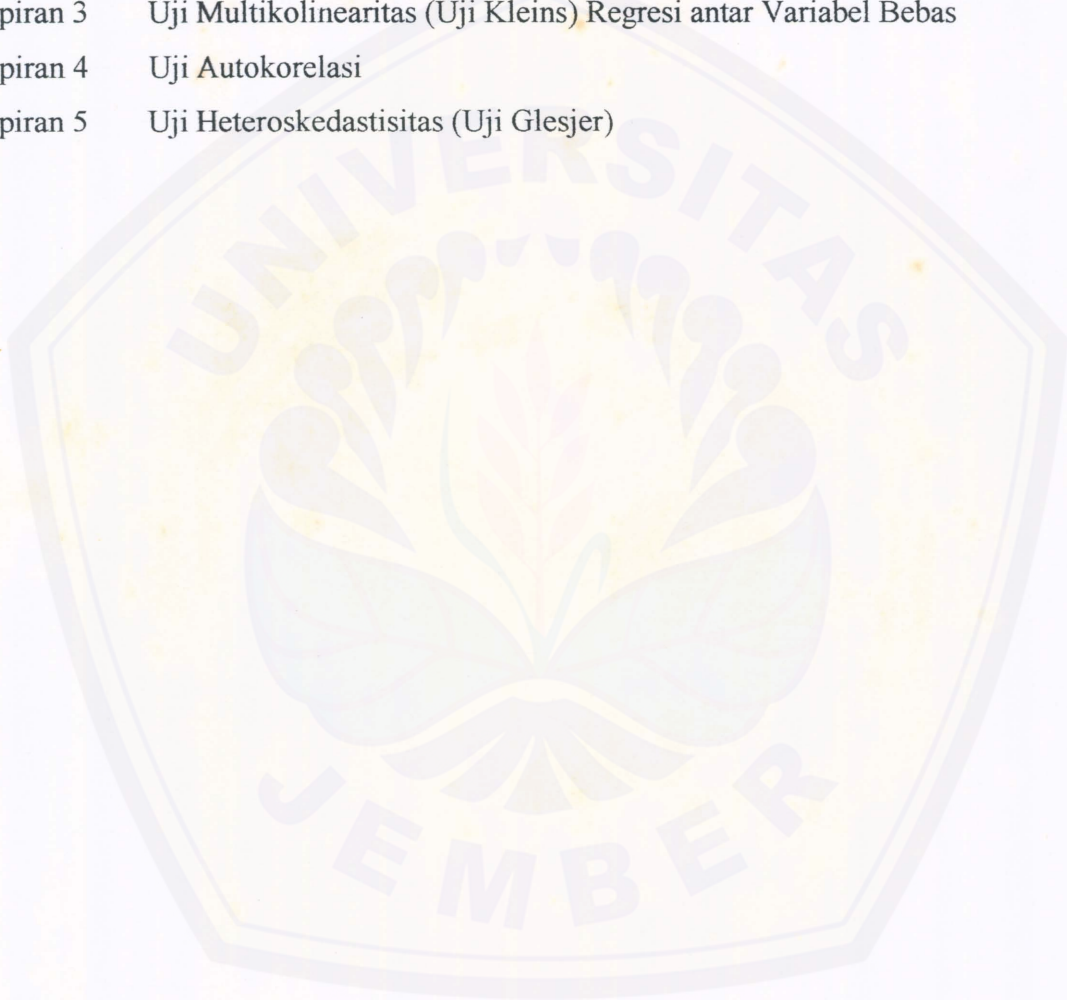 piran 3 Uji Multikolinearitas (Uji Kleins) Regresi antar Variabel Bebas
piran 4 Uji Autokorelasi
piran 5 Uji Heteroskedastisitas (Uji Glesjer)
UNIVERSITAS
JEMBER